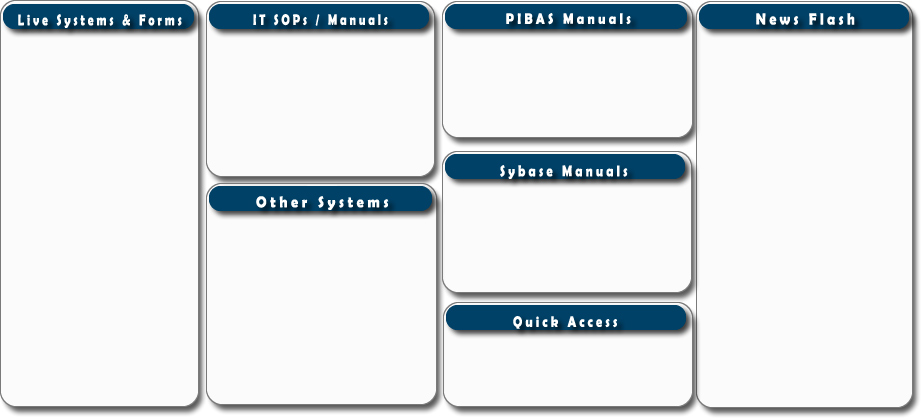 Live Systems & Forms
IT SOPs / Manuals
Other Systems
PIBAS Manuals
Sybase Manuals
Quick Access
News Flash